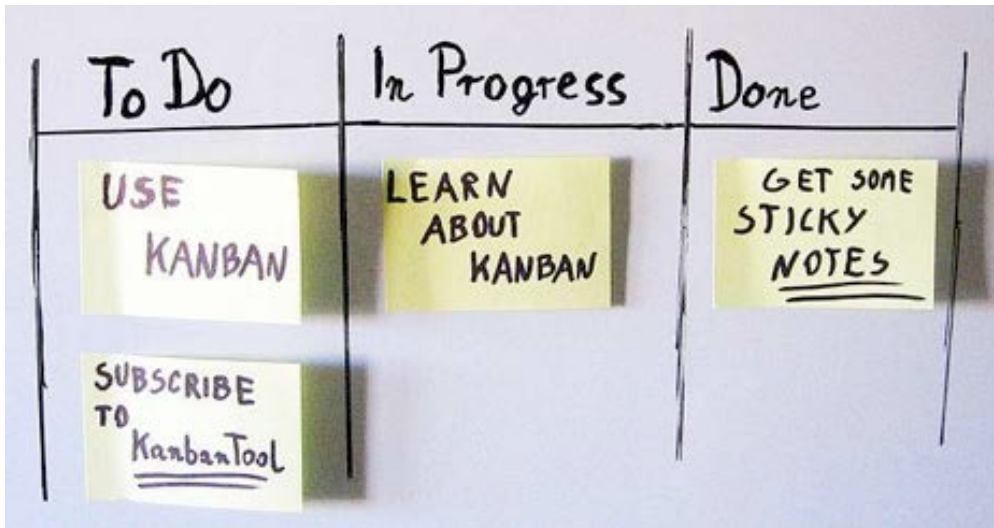 To Do
In Progress
Done
USE
KANBAN
LEARN
ABOUT
KANBAN
GET SOME
STICKY
NOTES
SUBSCRIBE
TO
KanbanTool